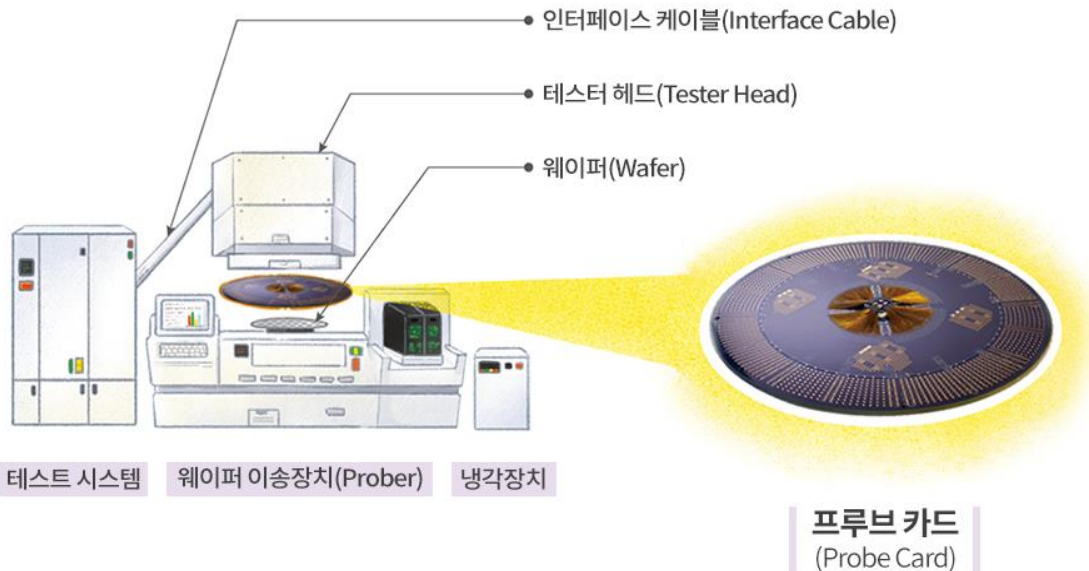 인터페이스 케이블(Interface Cable)
테스터 헤드(Tester Head)
웨이퍼(Wafer)
테스트 시스템
웨이퍼 이송장치(Prober)
냉각장치
프루브 카드
(Probe Card)